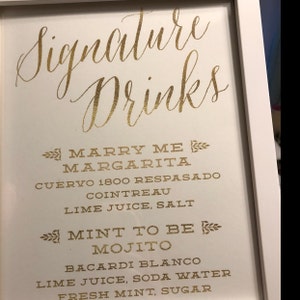 Signature
Drinks
MARRY ME
MARGARITA
CUERVO 1800 RESPASADO
COINTREAU
LIME JUICE, SALT
MINT TO BE
MOJITO
BACARDI BLANCO
LIME JUICE, SODA WATER
FRESH MINT, SUGAR